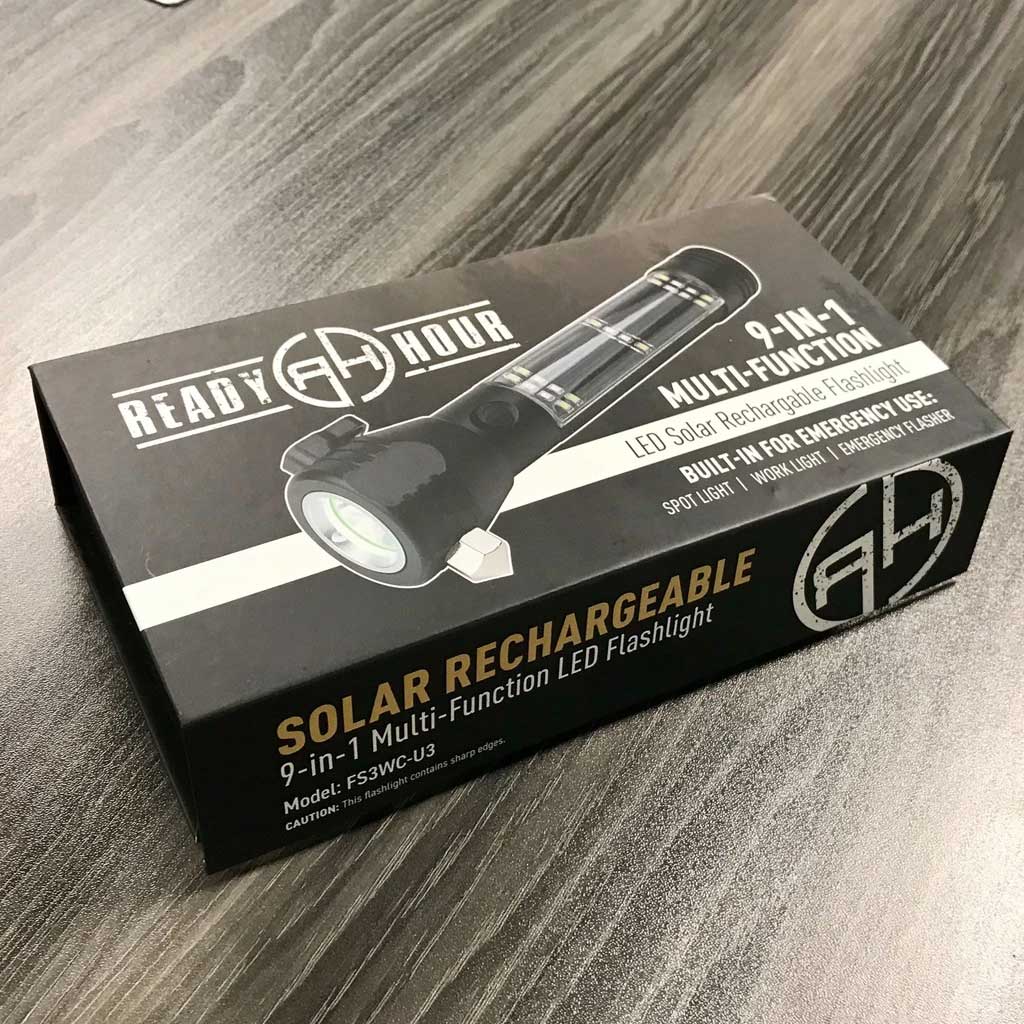 READY AH HOUR
9-IN-1
MULTI-FUNCTION
LED Solar Rechargable Flashlight
BUILT-IN FOR EMERGENCY USE:
SPOT LIGHT | WORK LIGHT | EMERGENCY FLASHER
AH
SOLAR RECHARGEABLE
9-in-1 Multi-Function LED Flashlight
Model: FS3WC-U3
CAUTION: This flashlight contains sharp edges.